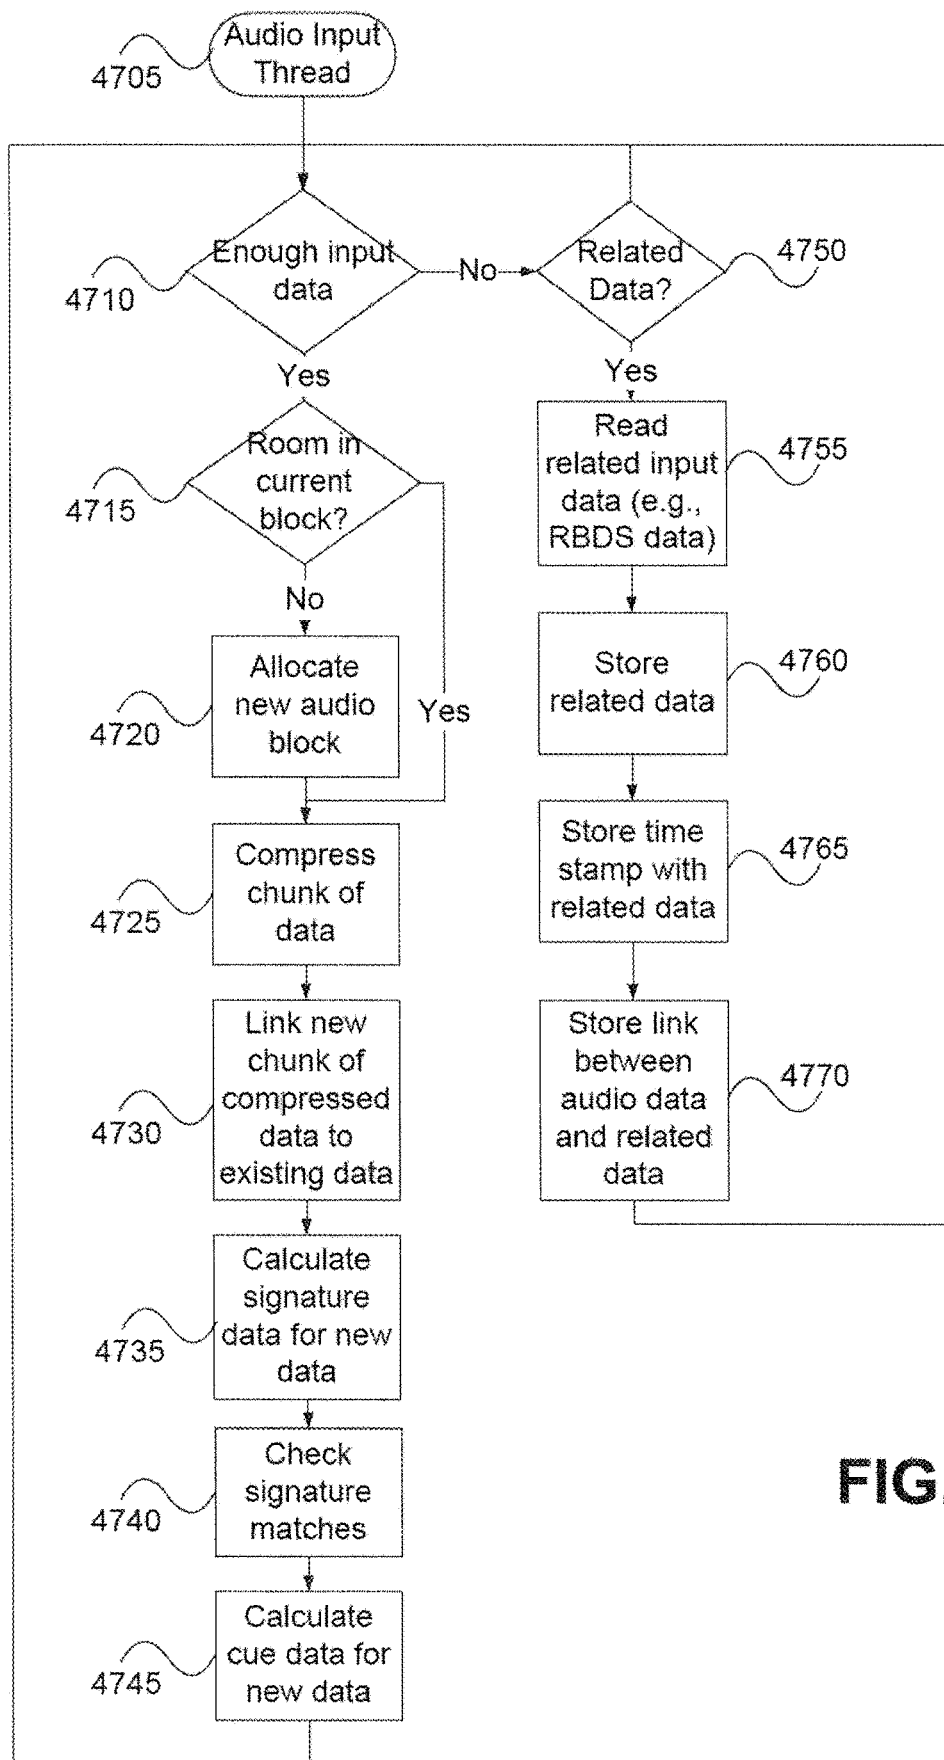 Audio Input
Thread
4705
Enough input
data
4710
No
Related
Data?
4750
Yes
Yes
Room in
current
block?
4715
Read
related input
data (e.g.,
RBDS data)
4755
No
Allocate
new audio
block
4720
Yes
Store
related data
4760
Compress
chunk of
data
4725
Store time
stamp with
related data
4765
Link new
chunk of
compressed
data to
existing data
4730
Store link
between
audio data
and related
data
4770
Calculate
signature
data for new
data
4735
Check
signature
matches
4740
FIG.
Calculate
cue data for
new data
4745